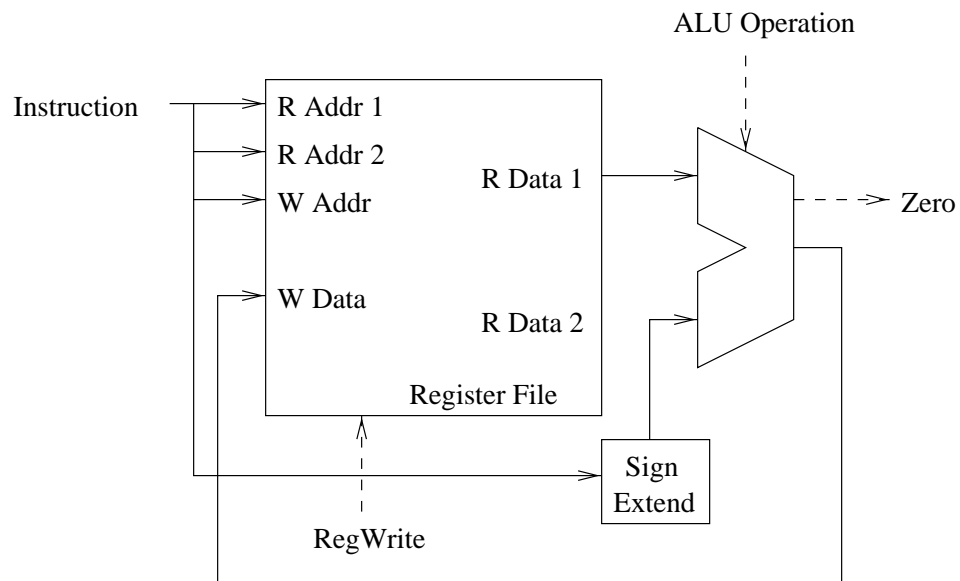 ALU Operation
Instruction
R Addr 1
R Addr 2
W Addr
R Data 1
Zero
W Data
R Data 2
Register File
Sign
Extend
RegWrite